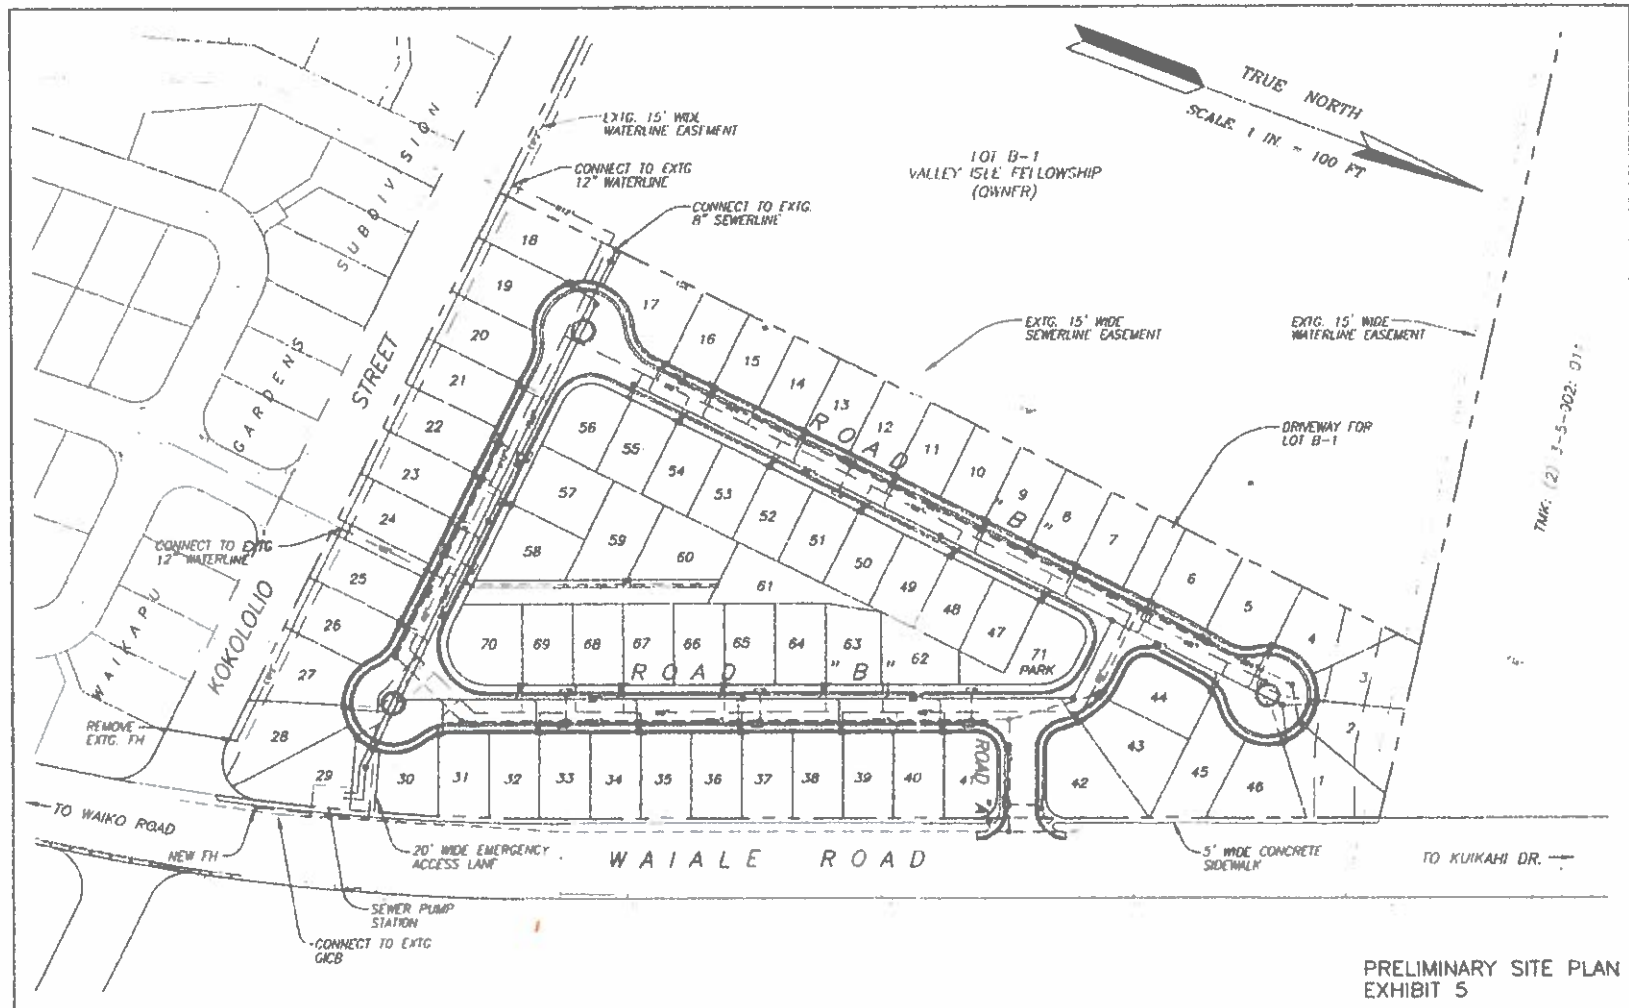 TRUE NORTH
SCALE 1 IN. = 100 FT
EXTG. 15' WIDE
WATERLINE EASEMENT
CONNECT TO EXTG
12" WATERLINE
CONNECT TO EXTG.
8" SEWERLINE
LOT B-1
VALLEY ISLE FELLOWSHIP
(OWNER)
EXTG. 15' WIDE
SEWERLINE EASEMENT
EXTG. 15' WIDE
WATERLINE EASEMENT
DRIVEWAY FOR
LOT B-1
TMK: (2) 3-5-002:
WAIKAPU GARDENS SUBDIVISION
KOKOLOLIO STREET
CONNECT TO EXTG
12" WATERLINE
18
19
20
21
22
23
24
25
26
27
28
29
17
16
15
14
13
12
11
10
9
8
7
6
5
4
3
2
1
ROAD "B"
56
55
54
53
52
51
50
49
48
47
71
PARK
57
58
59
60
61
70
69
68
67
66
65
64
63
62
ROAD "B"
30
31
32
33
34
35
36
37
38
39
40
41
ROAD "A"
42
43
44
45
46
REMOVE
EXTG. FH
TO WAIKO ROAD
NEW FH
20' WIDE EMERGENCY
ACCESS LANE
WAIALE ROAD
5' WIDE CONCRETE
SIDEWALK
TO KUIKAHI DR.
SEWER PUMP
STATION
CONNECT TO EXTG
GICB
PRELIMINARY SITE PLAN
EXHIBIT 5